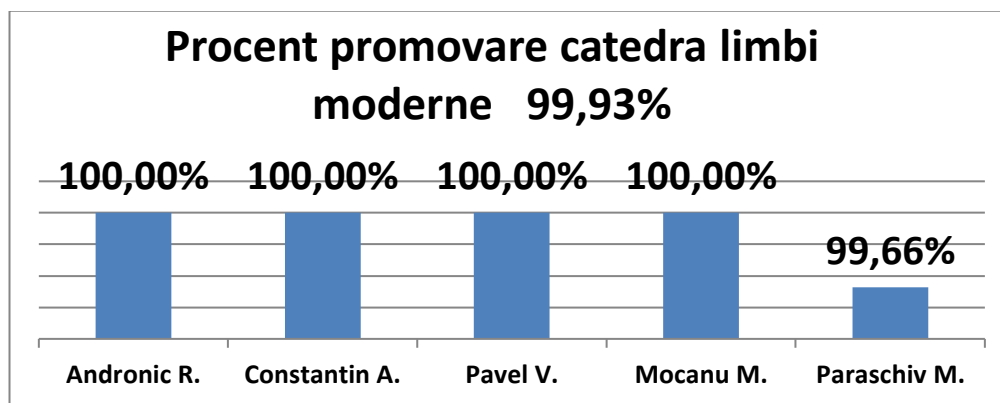 Procent promovare catedra limbi
moderne 99,93%
100,00% 100,00% 100,00% 100,00%
99,66%
Andronic R. Constantin A. Pavel V. Mocanu M. Paraschiv M.